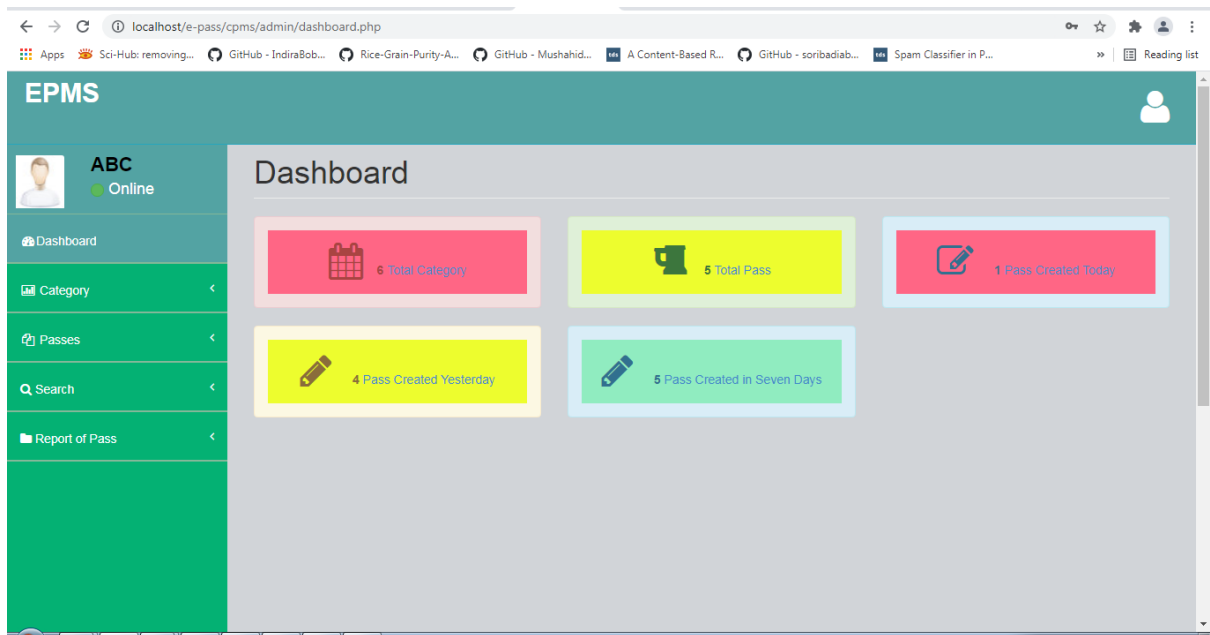 localhost/e-pass/cpms/admin/dashboard.php
Apps Sci-Hub: removing... GitHub - IndiraBob... Rice-Grain-Purity-A... GitHub - Mushahid... A Content-Based R... GitHub - soribadiab... Spam Classifier in P... » Reading list
EPMS
ABC
Online
Dashboard
Category
Passes
Search
Report of Pass
Dashboard
6 Total Category
5 Total Pass
1 Pass Created Today
4 Pass Created Yesterday
5 Pass Created in Seven Days